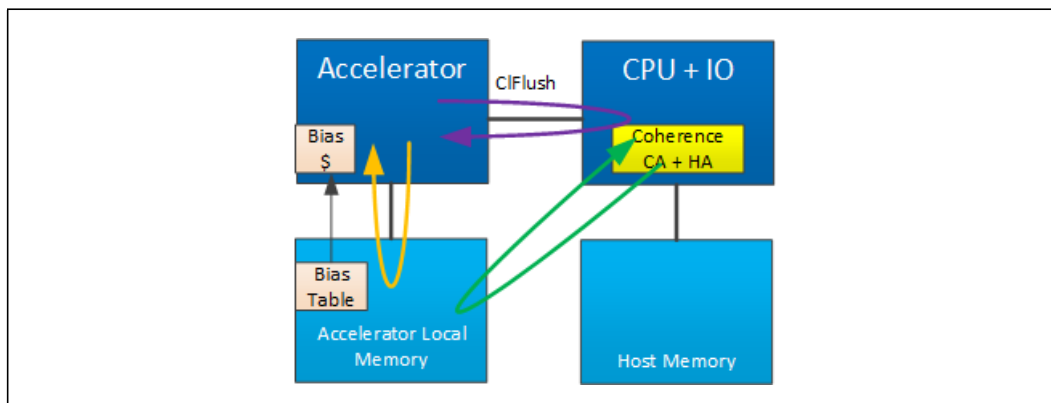 Accelerator
ClFlush
CPU + IO
Bias
$
Coherence
CA + HA
Bias
Table
Accelerator Local
Memory
Host Memory